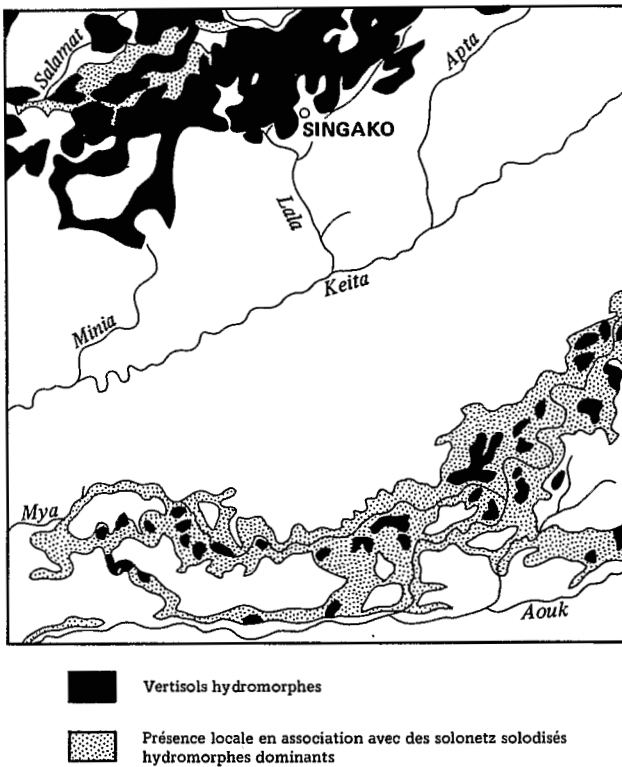 Salamat
Apta
SINGAKO
Lala
Keita
Minia
Mya
Aouk
Vertisols hydromorphes
Présence locale en association avec des solonetz solodisés
hydromorphes dominants